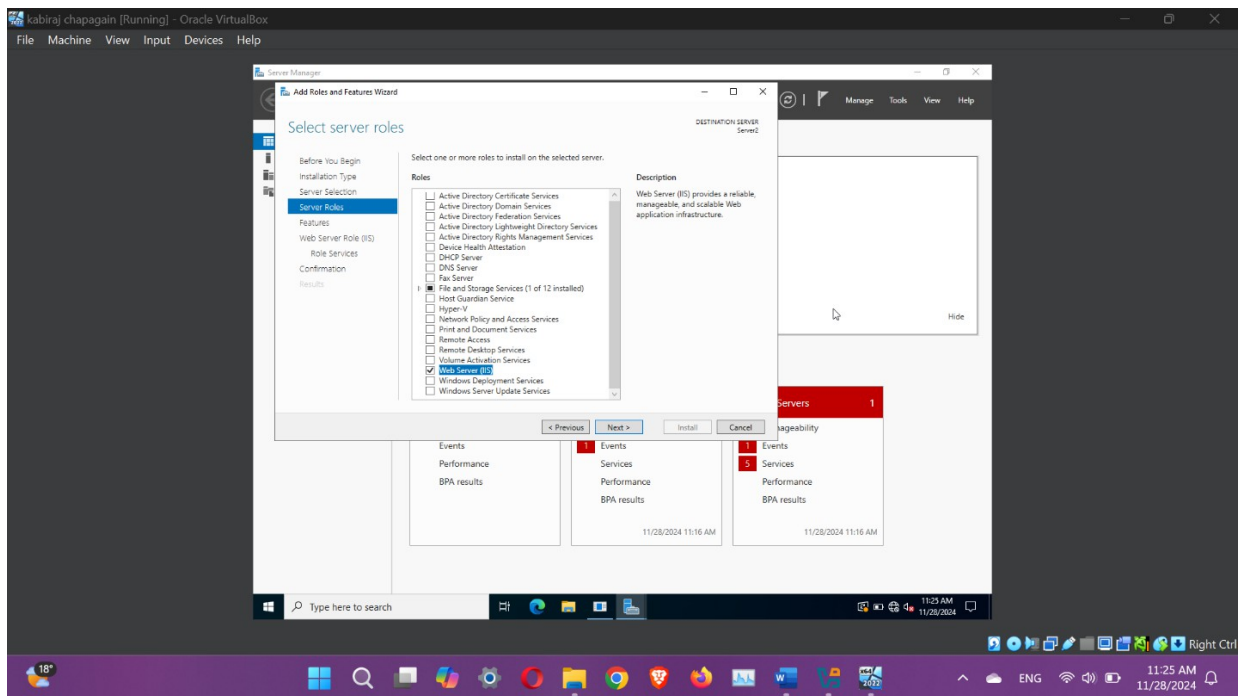 kabiraj chapagain [Running] - Oracle VirtualBox
File Machine View Input Devices Help
Server Manager
Manage Tools View Help
Add Roles and Features Wizard
Select server roles
DESTINATION SERVER
Server2
Before You Begin
Installation Type
Server Selection
Server Roles
Features
Web Server Role (IIS)
Role Services
Confirmation
Results
Select one or more roles to install on the selected server.
Roles
Active Directory Certificate Services
Active Directory Domain Services
Active Directory Federation Services
Active Directory Lightweight Directory Services
Active Directory Rights Management Services
Device Health Attestation
DHCP Server
DNS Server
Fax Server
File and Storage Services (1 of 12 installed)
Host Guardian Service
Hyper-V
Network Policy and Access Services
Print and Document Services
Remote Access
Remote Desktop Services
Volume Activation Services
Web Server (IIS)
Windows Deployment Services
Windows Server Update Services
Description
Web Server (IIS) provides a reliable,
manageable, and scalable Web
application infrastructure.
< Previous Next > Install Cancel
Hide
Servers 1
Events
Performance
BPA results
1 Events
Services
Performance
BPA results
11/28/2024 11:16 AM
nageability
1 Events
5 Services
Performance
BPA results
11/28/2024 11:16 AM
Type here to search
11:25 AM
11/28/2024
Right Ctrl
18°
ENG
11:25 AM
11/28/2024